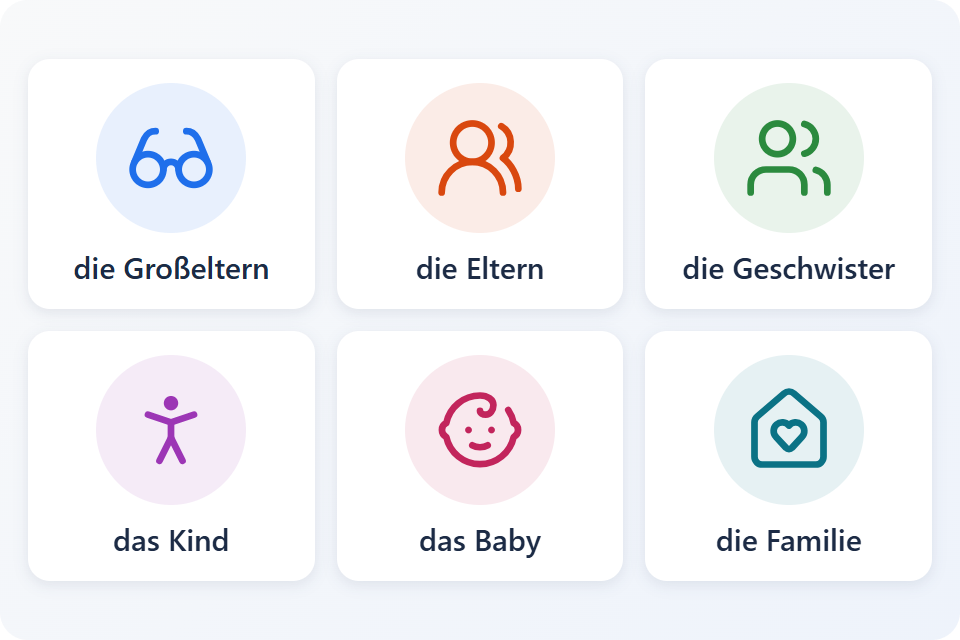 die Großeltern
die Eltern
die Geschwister
das Kind
das Baby
die Familie